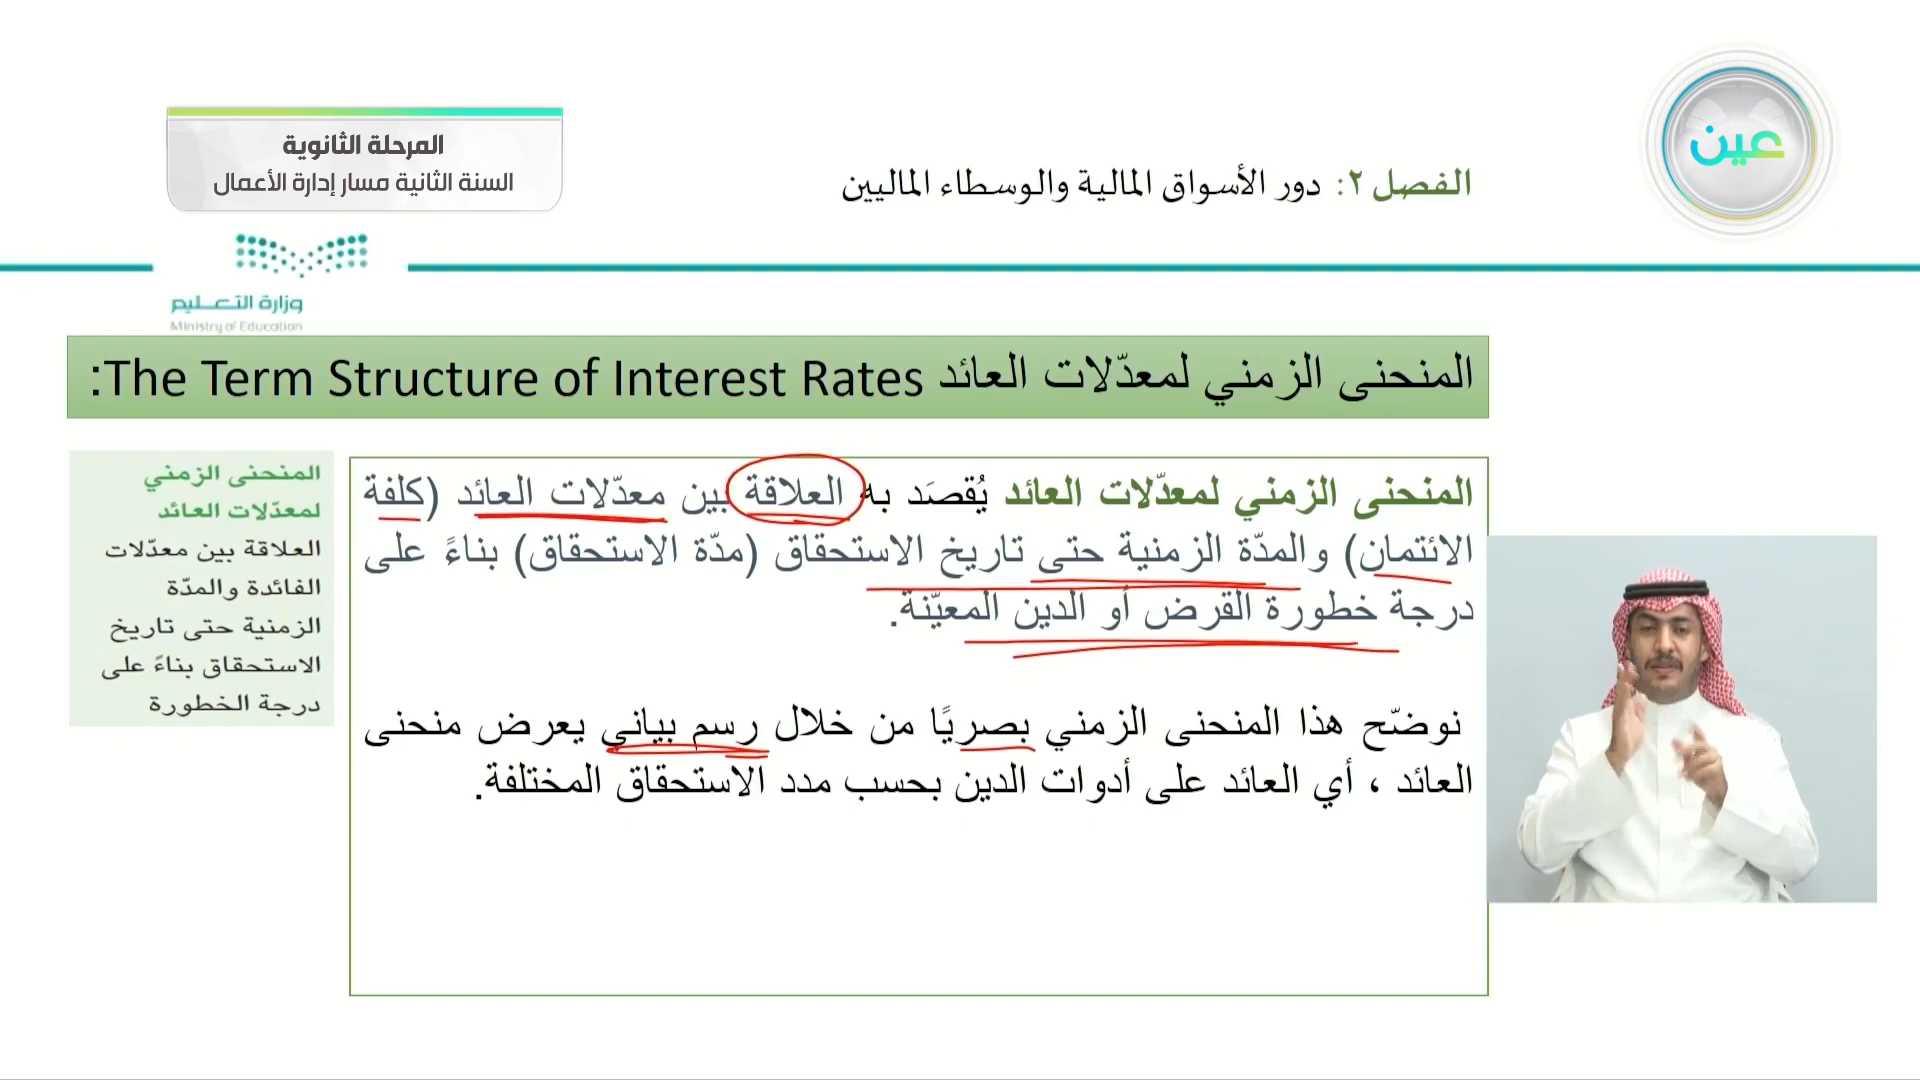 المرحلة الثانوية
السنة الثانية مسار إدارة الأعمال
عين
الفصل ٢: دور الأسواق المالية والوسطاء الماليين
وزارة التعليم
Ministry of Education
المنحنى الزمني لمعدّلات العائد The Term Structure of Interest Rates:
المنحنى الزمني لمعدّلات العائد يُقصَد به العلاقة بين معدّلات العائد (كلفة
الائتمان) والمدّة الزمنية حتى تاريخ الاستحقاق (مدّة الاستحقاق) بناءً على
درجة خطورة القرض أو الدين المعيّنة.
نوضّح هذا المنحنى الزمني بصريًا من خلال رسم بياني يعرض منحنى
العائد ، أي العائد على أدوات الدين بحسب مدد الاستحقاق المختلفة.
المنحنى الزمني
لمعدّلات العائد
العلاقة بين معدّلات
الفائدة والمدّة
الزمنية حتى تاريخ
الاستحقاق بناءً على
درجة الخطورة